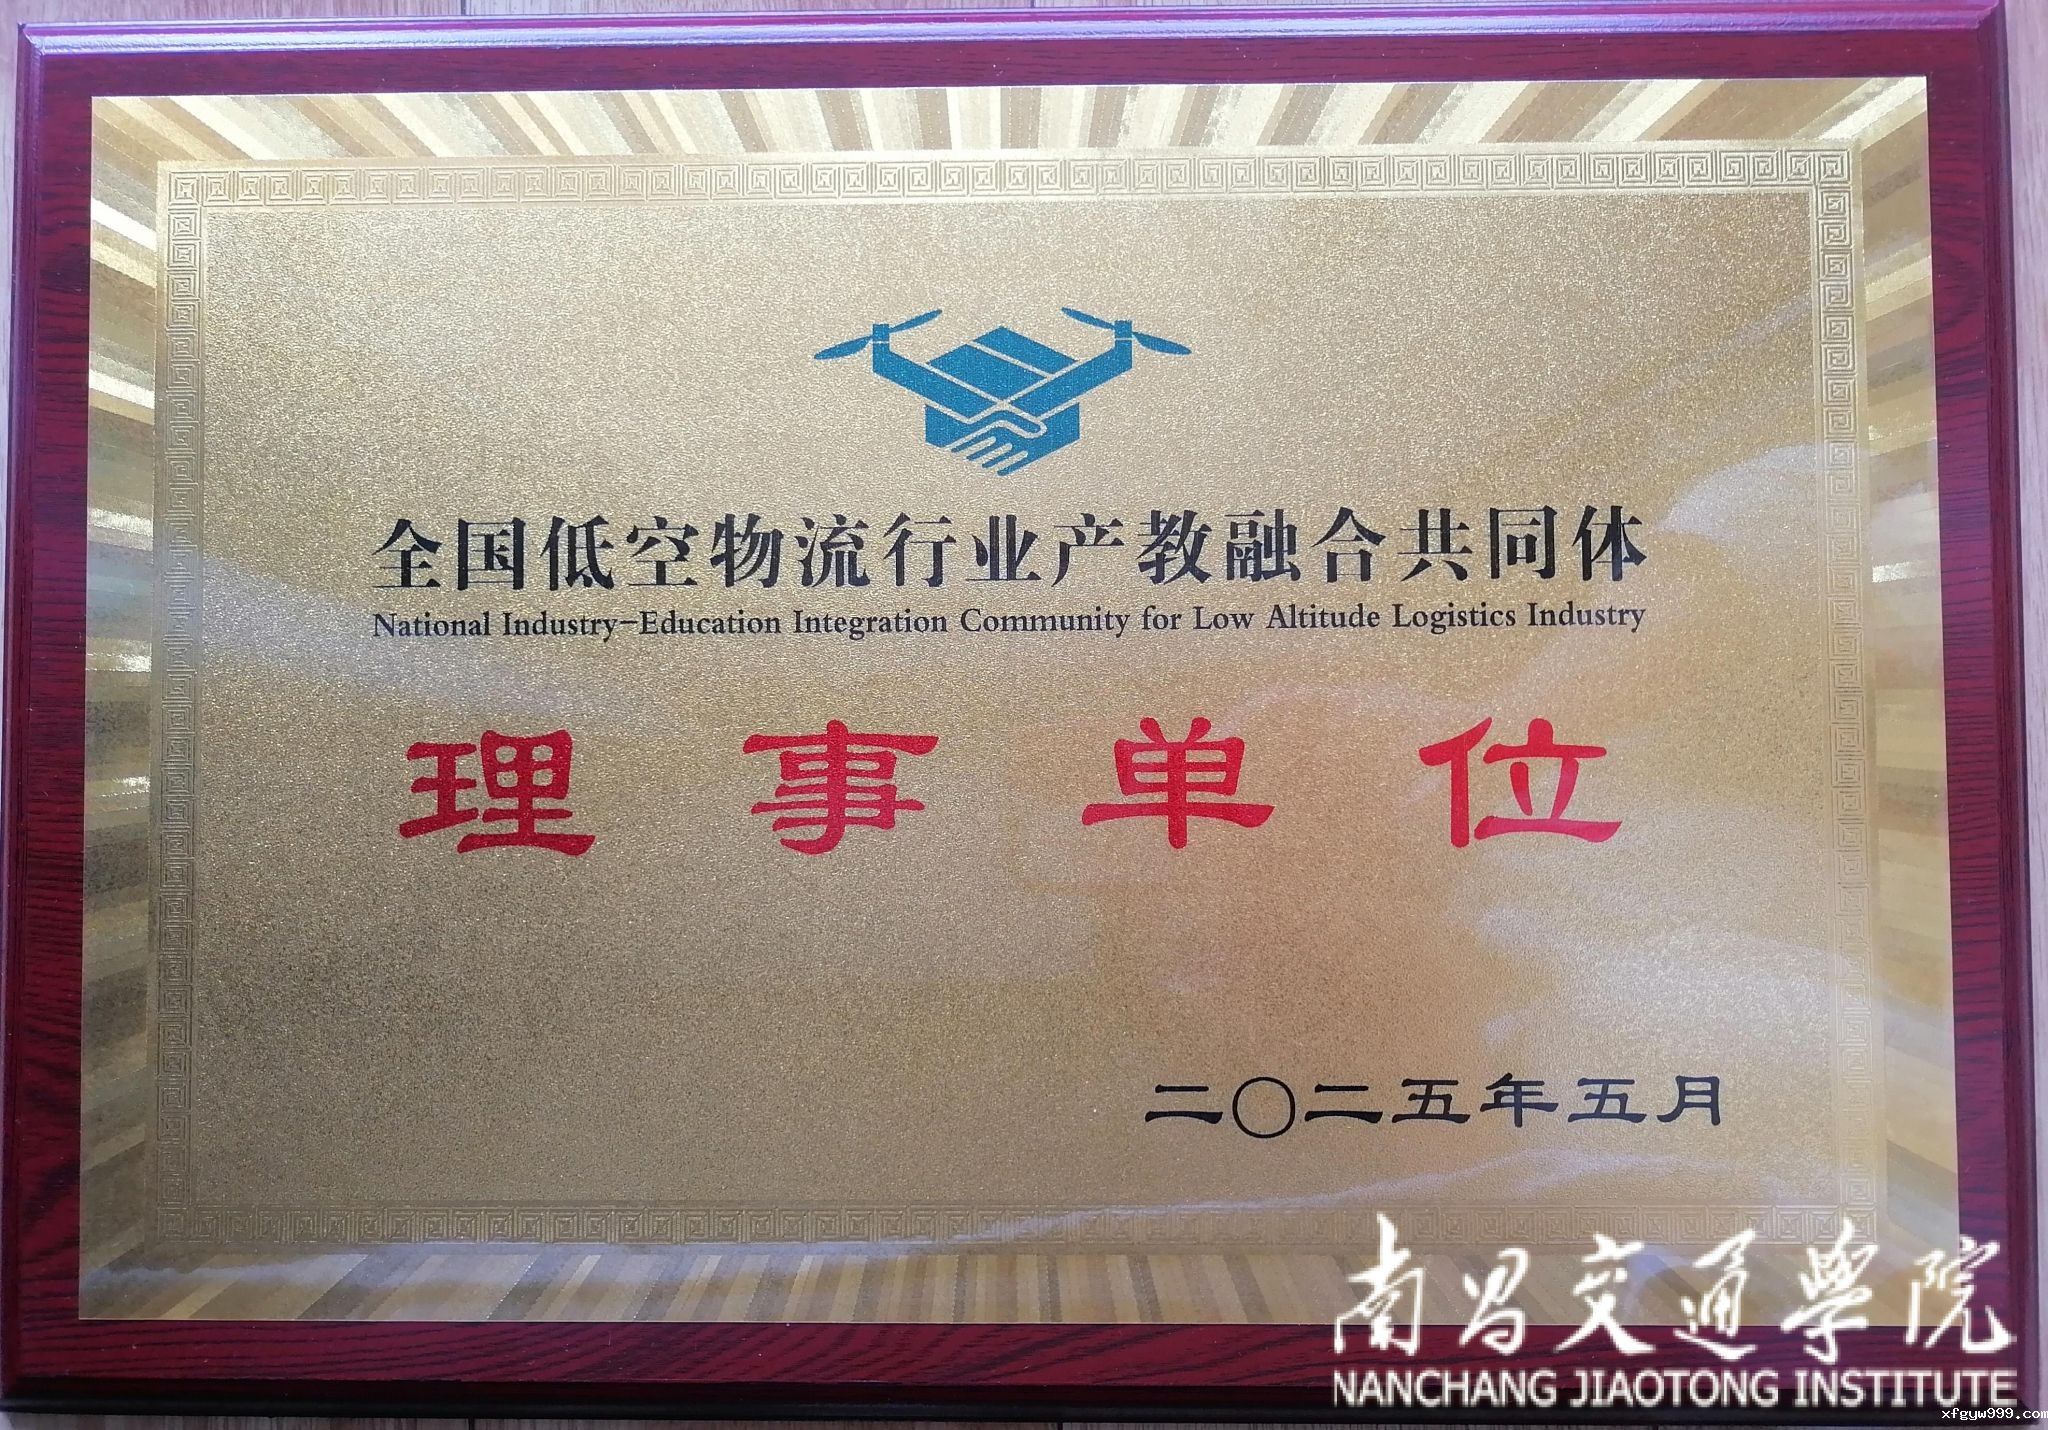 全国低空物流行业产教融合共同体
National Industry-Education Integration Community for Low Altitude Logistics Industry
理事单位
二〇二五年五月
南昌交通學院
NANCHANG JIAOTONG INSTITUTE
xfgyw999.com